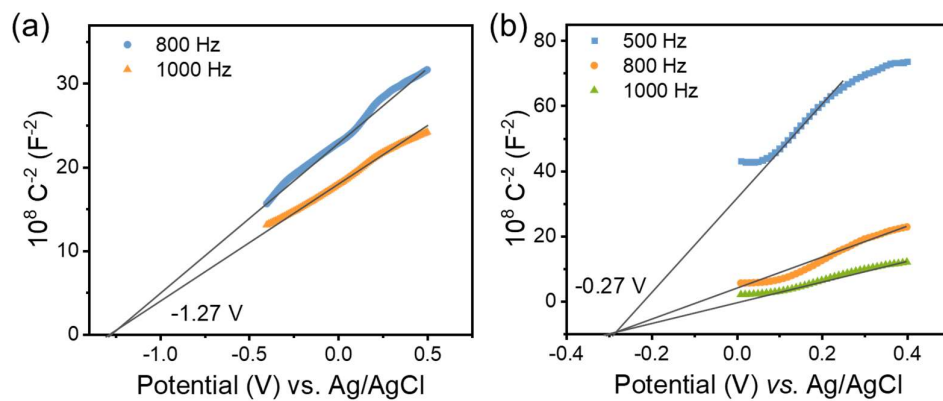 (a)
800 Hz
1000 Hz
10⁸ C⁻² (F⁻²)
30
20
10
0
-1.27 V
-1.0
-0.5
0.0
0.5
Potential (V) vs. Ag/AgCl
(b)
500 Hz
800 Hz
1000 Hz
10⁸ C⁻² (F⁻²)
80
60
40
20
0
-0.27 V
-0.4
-0.2
0.0
0.2
0.4
Potential (V) vs. Ag/AgCl